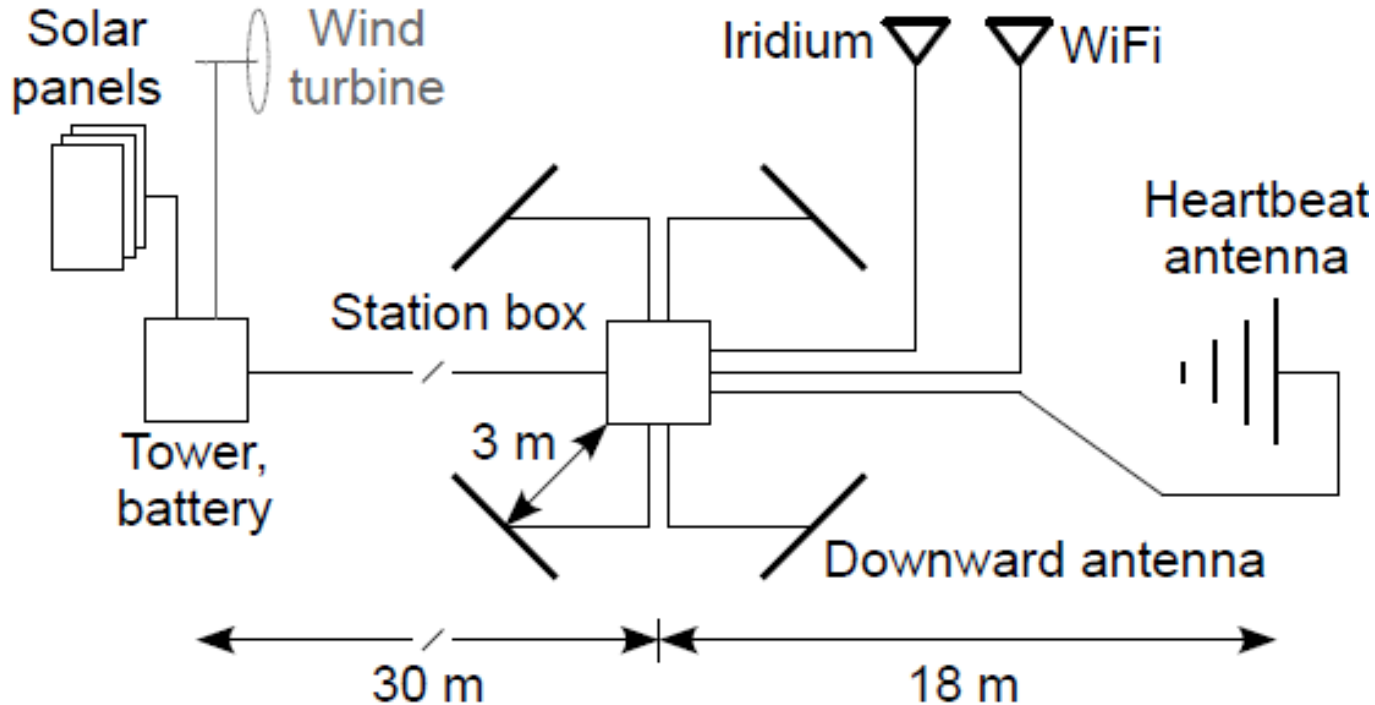 Solar
panels
Wind
turbine
Iridium
WiFi
Heartbeat
antenna
Station box
3 m
Tower,
battery
Downward antenna
30 m
18 m